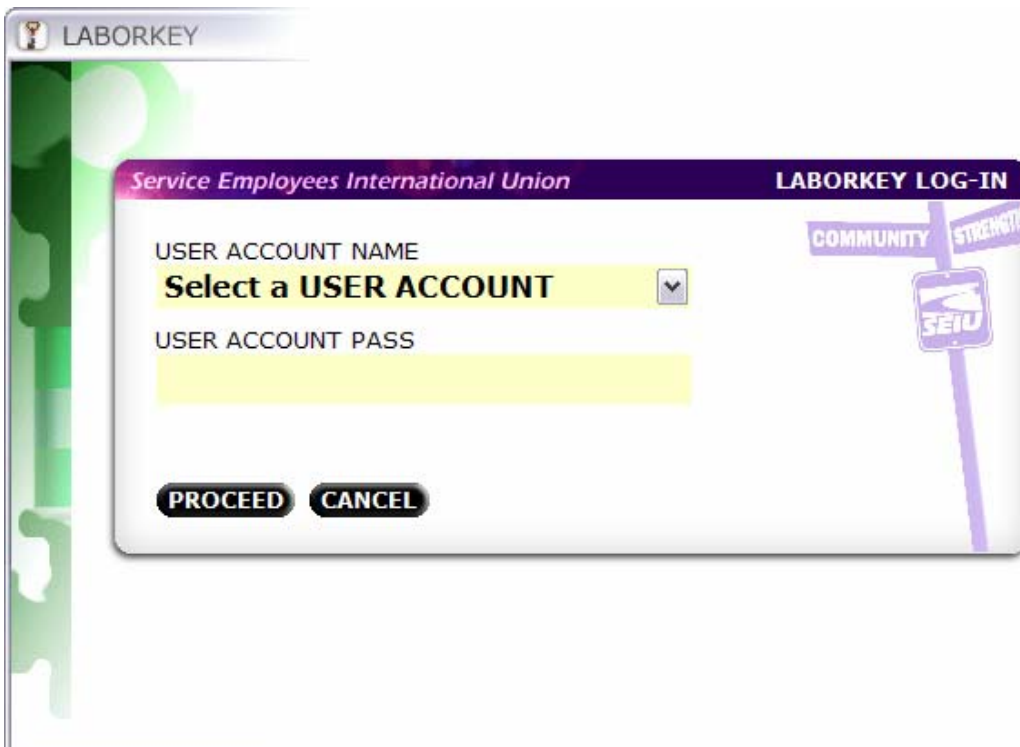 LABORKEY
Service Employees International Union LABORKEY LOG-IN
COMMUNITY STRENGTH
USER ACCOUNT NAME
Select a USER ACCOUNT
SEIU
USER ACCOUNT PASS
PROCEED CANCEL